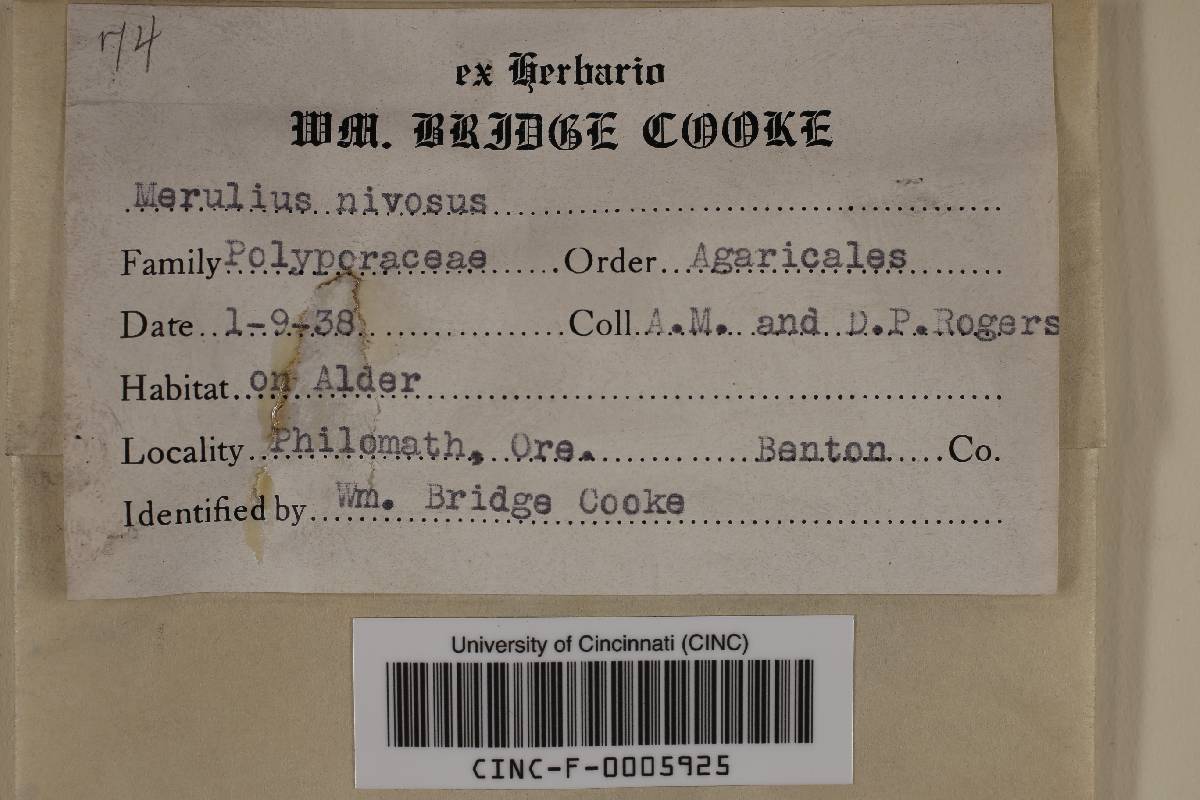 r/4
ex Herbario
WM. BRIDGE COOKE
Merulius nivosus
Family Polyporaceae Order Agaricales
Date 1-9-38 Coll. A.M. and D.P.Rogers
Habitat on Alder
Locality Philomath, Ore. Benton Co.
Identified by Wm. Bridge Cooke
University of Cincinnati (CINC)
CINC-F-0005925